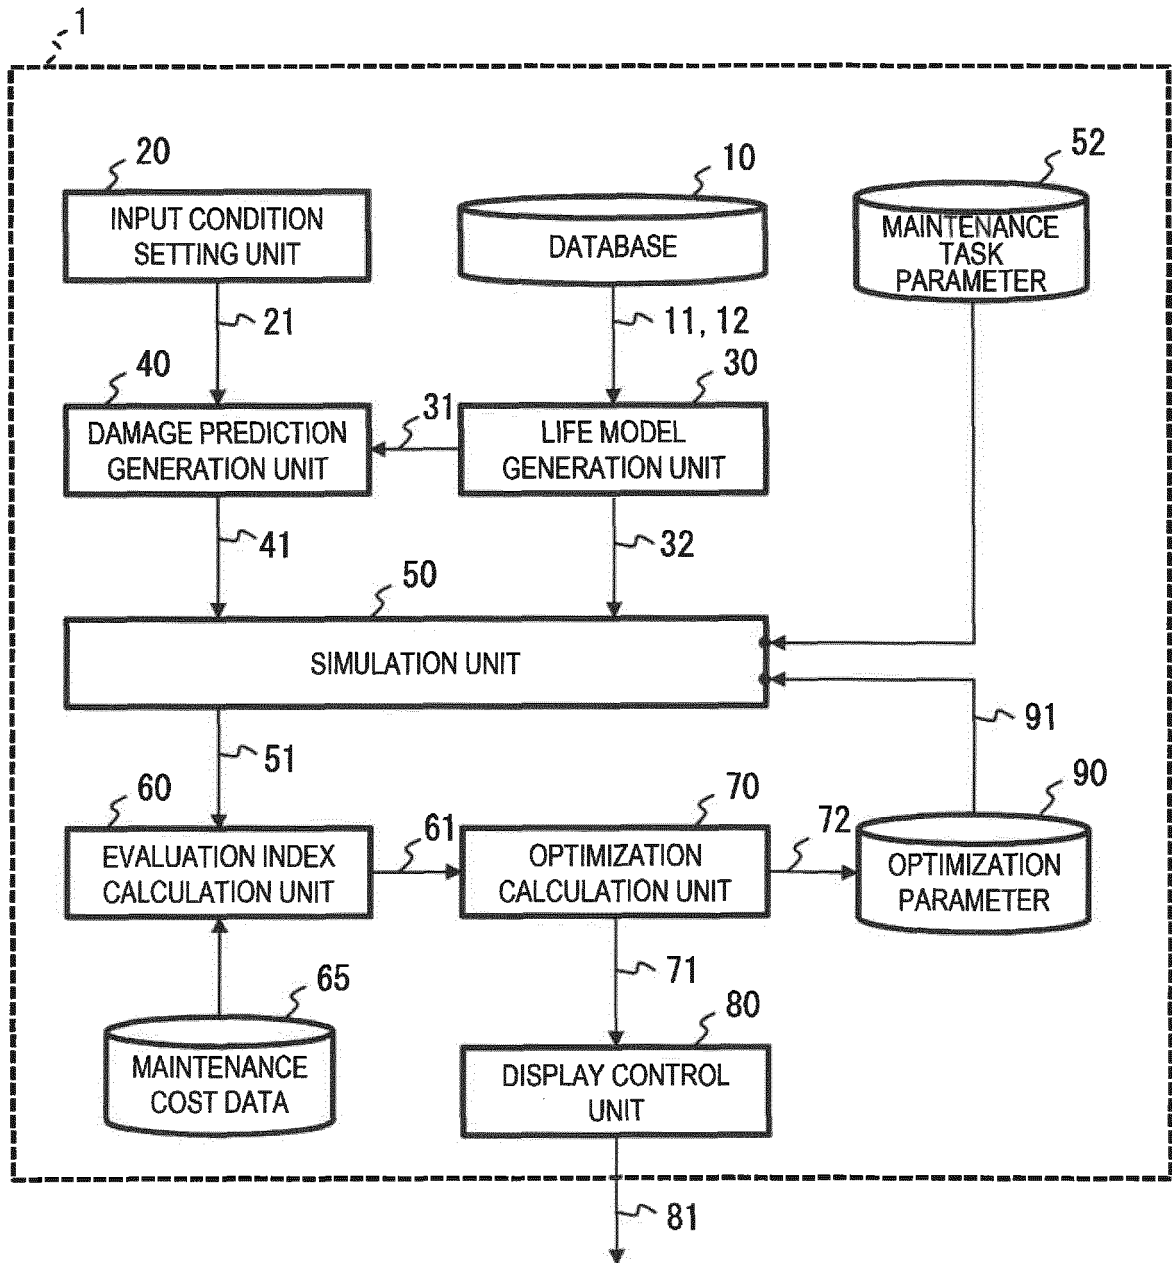 1
20
10
52
INPUT CONDITION
SETTING UNIT
DATABASE
MAINTENANCE
TASK
PARAMETER
21
11, 12
40
31
30
DAMAGE PREDICTION
GENERATION UNIT
LIFE MODEL
GENERATION UNIT
41
32
50
SIMULATION UNIT
91
51
60
61
70
72
90
EVALUATION INDEX
CALCULATION UNIT
OPTIMIZATION
CALCULATION UNIT
OPTIMIZATION
PARAMETER
65
71
80
MAINTENANCE
COST DATA
DISPLAY CONTROL
UNIT
81